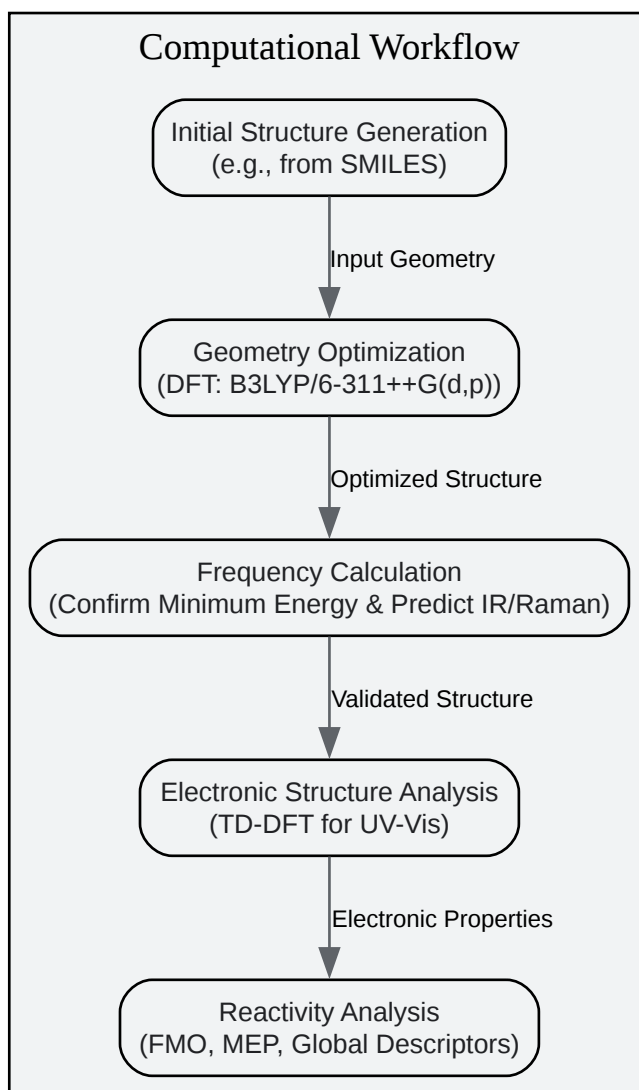 Computational Workflow
Initial Structure Generation
(e.g., from SMILES)
Input Geometry
Geometry Optimization
(DFT: B3LYP/6-311++G(d,p))
Optimized Structure
Frequency Calculation
(Confirm Minimum Energy & Predict IR/Raman)
Validated Structure
Electronic Structure Analysis
(TD-DFT for UV-Vis)
Electronic Properties
Reactivity Analysis
(FMO, MEP, Global Descriptors)